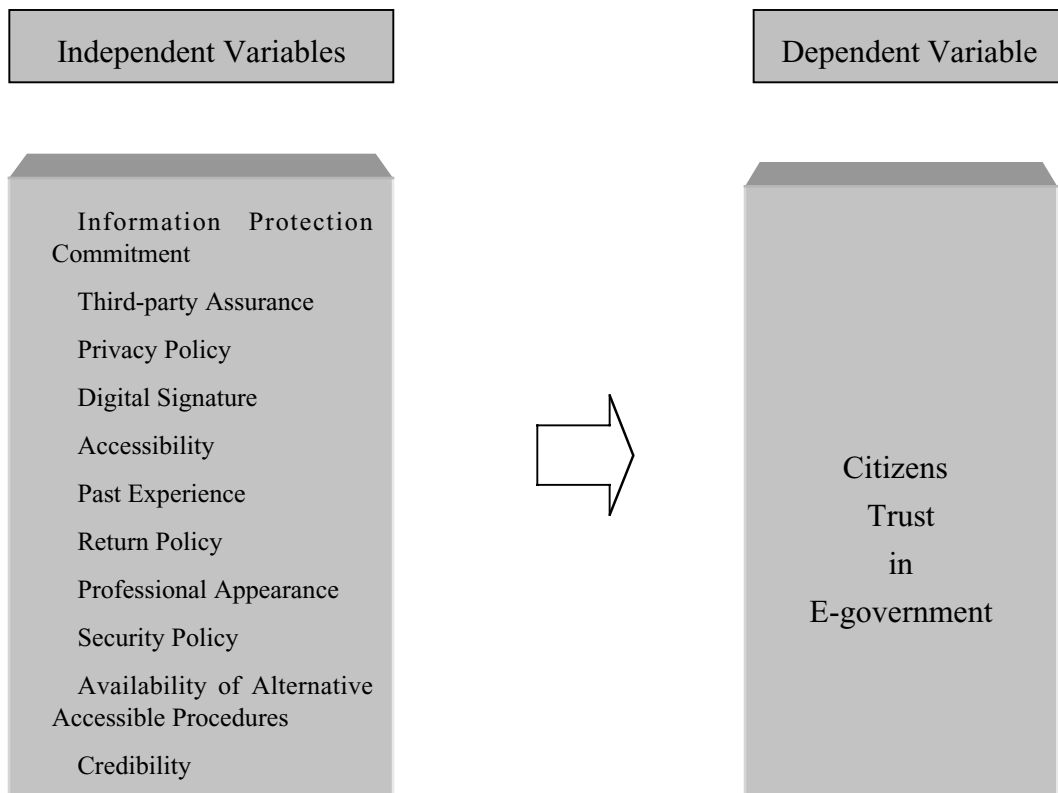 Independent Variables
Dependent Variable
Information Protection
Commitment
Third-party Assurance
Privacy Policy
Digital Signature
Accessibility
Past Experience
Return Policy
Professional Appearance
Security Policy
Availability of Alternative
Accessible Procedures
Credibility
Citizens
Trust
in
E-government